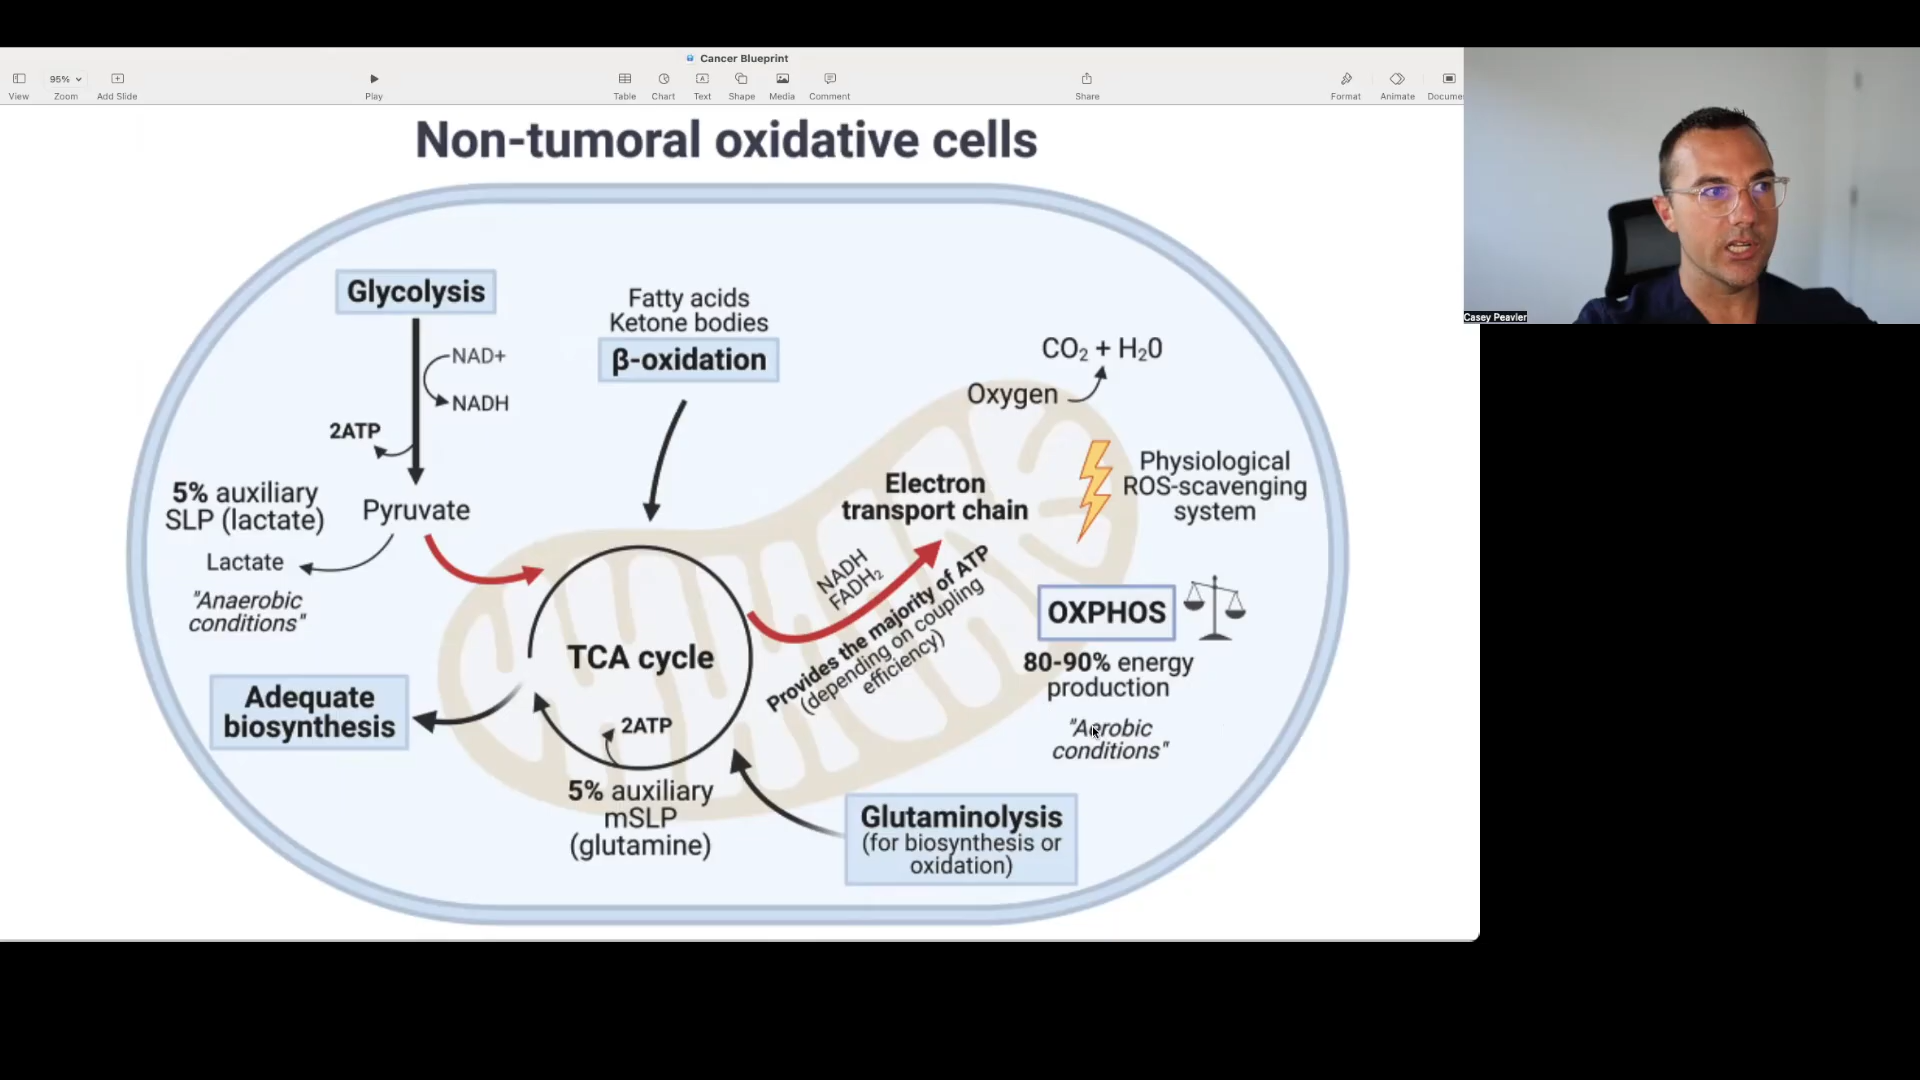 Cancer Blueprint
95%
View
Zoom
Add Slide
Play
Table
Chart
Text
Shape
Media
Comment
Share
Format
Animate
Docume
Casey Peavler
Non-tumoral oxidative cells
Glycolysis
NAD+
NADH
2ATP
5% auxiliary
SLP (lactate)
Pyruvate
Lactate
"Anaerobic
conditions"
Fatty acids
Ketone bodies
β-oxidation
CO₂ + H₂0
Oxygen
Electron
transport chain
Physiological
ROS-scavenging
system
NADH
FADH₂
Provides the majority of ATP
(depending on coupling
efficiency)
OXPHOS
80-90% energy
production
"Aerobic
conditions"
TCA cycle
2ATP
Adequate
biosynthesis
5% auxiliary
mSLP
(glutamine)
Glutaminolysis
(for biosynthesis or
oxidation)